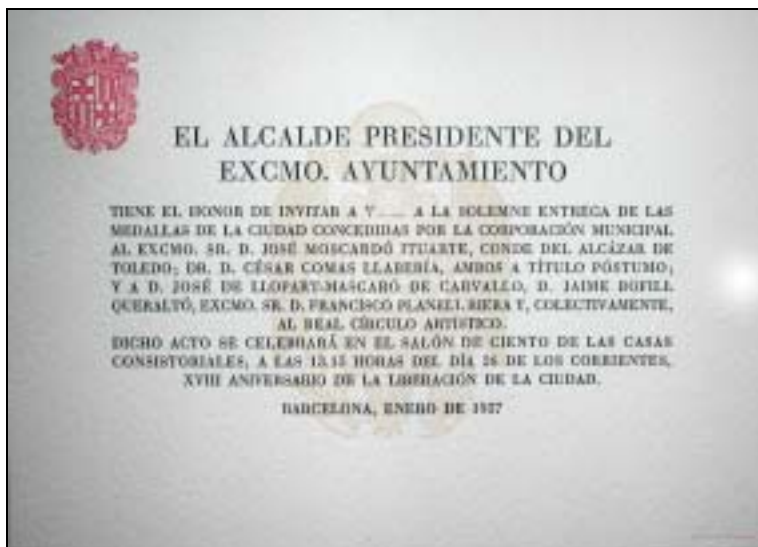 EL ALCALDE PRESIDENTE DEL
EXCMO. AYUNTAMIENTO
TIENE EL HONOR DE INVITAR A V.... A LA SOLEMNE ENTREGA DE LAS
MEDALLAS DE LA CIUDAD CONCEDIDAS POR LA CORPORACIÓN MUNICIPAL
AL EXCMO. SR. D. JOSÉ MOSCARDÓ ITUARTE, CONDE DEL ALCÁZAR DE
TOLEDO; DR. D. CÉSAR COMAS LLABERÍA, AMBOS A TÍTULO PÓSTUMO;
Y A D. JOSÉ DE LLOPART-MASCARÓ DE CARVALLO, D. JAIME BOFILL
QUERALTÓ, EXCMO. SR. D. FRANCISCO PLANELL RIERA Y, COLECTIVAMENTE,
AL REAL CÍRCULO ARTÍSTICO.
DICHO ACTO SE CELEBRARÁ EN EL SALÓN DE CIENTO DE LAS CASAS
CONSISTORIALES, A LAS 13,15 HORAS DEL DÍA 26 DE LOS CORRIENTES,
XVIII ANIVERSARIO DE LA LIBERACIÓN DE LA CIUDAD.
BARCELONA, ENERO DE 1957